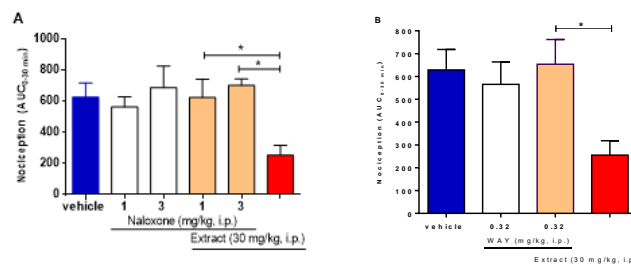 A
Nociception (AUC0-30 min)
1000
800
600
400
200
0
*
*
vehicle 1 3 1 3
Naloxone (mg/kg, i.p.)
Extract (30 mg/kg, i.p.)
B
Nociception (AUC0-30 min)
800
700
600
500
400
300
200
100
0
*
vehicle 0.32 0.32
WAY (mg/kg, i.p.)
Extract (30 mg/kg, i.p